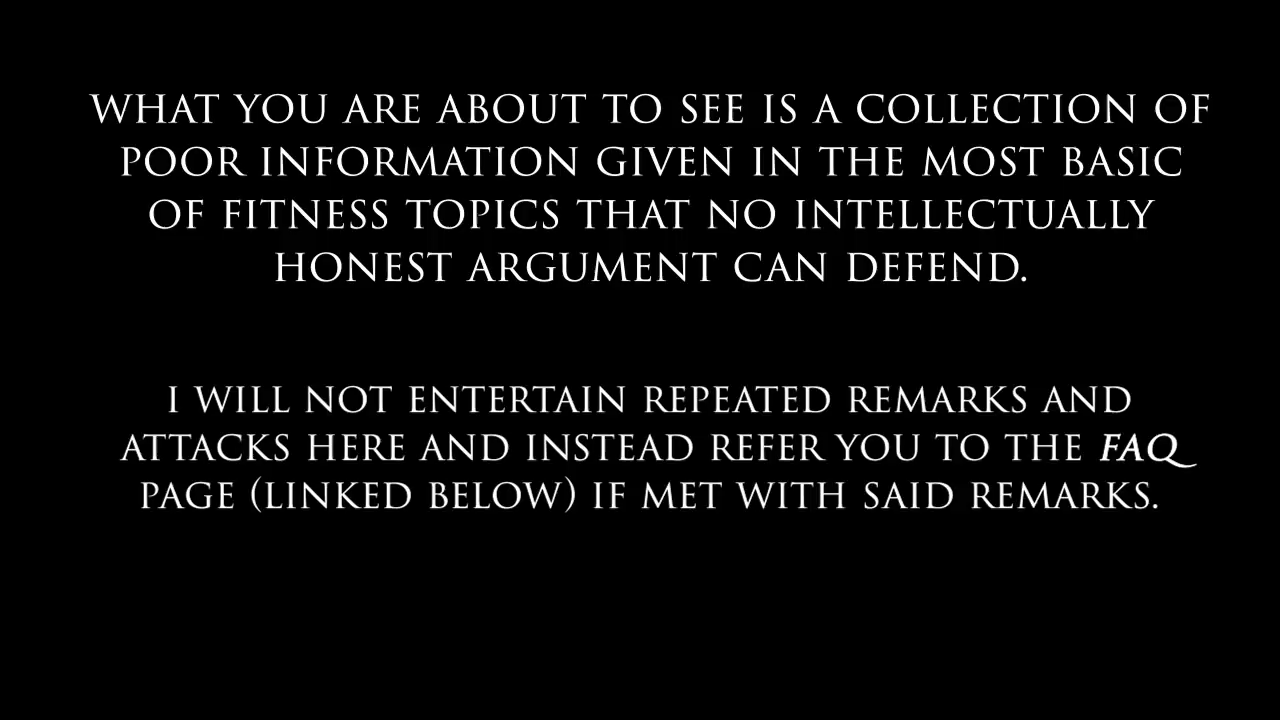 WHAT YOU ARE ABOUT TO SEE IS A COLLECTION OF
POOR INFORMATION GIVEN IN THE MOST BASIC
OF FITNESS TOPICS THAT NO INTELLECTUALLY
HONEST ARGUMENT CAN DEFEND.
I WILL NOT ENTERTAIN REPEATED REMARKS AND
ATTACKS HERE AND INSTEAD REFER YOU TO THE FAQ
PAGE (LINKED BELOW) IF MET WITH SAID REMARKS.